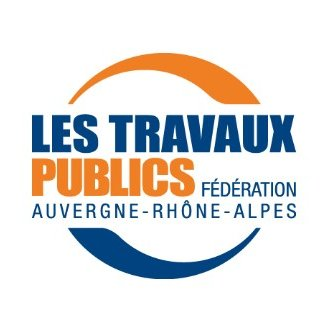 LES TRAVAUX
PUBLICS FÉDÉRATION
AUVERGNE-RHÔNE-ALPES